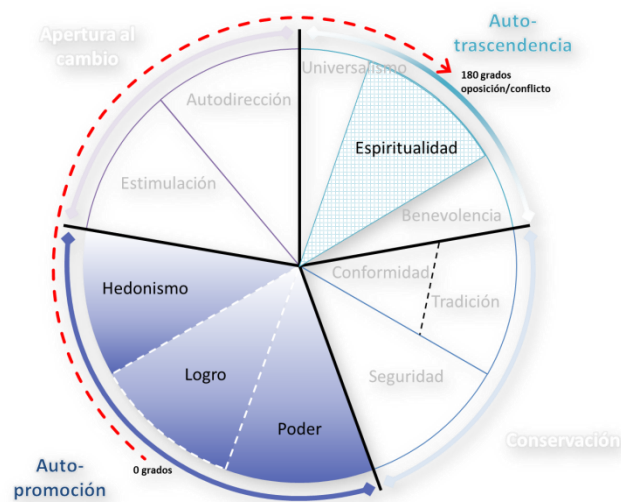 Apertura al
cambio
Auto-
trascendencia
180 grados
oposición/conflicto
Universalismo
Autodirección
Espiritualidad
Estimulación
Benevolencia
Conformidad
Tradición
Hedonismo
Logro
Seguridad
Poder
Conservación
Auto-
promoción
0 grados